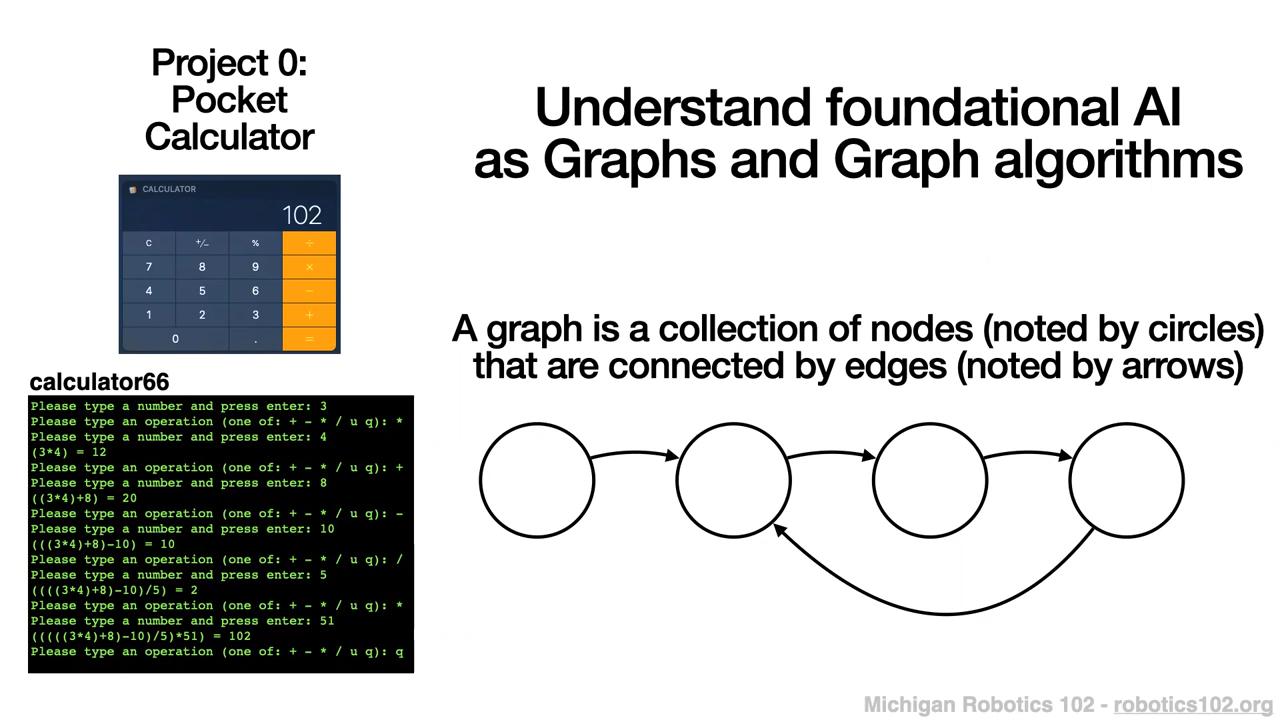 Project 0:
Pocket
Calculator
CALCULATOR
102
C +/− % ÷
7 8 9 ×
4 5 6 −
1 2 3 +
0 . =
calculator66
Please type a number and press enter: 3
Please type an operation (one of: + - * / u q): *
Please type a number and press enter: 4
(3*4) = 12
Please type an operation (one of: + - * / u q): +
Please type a number and press enter: 8
((3*4)+8) = 20
Please type an operation (one of: + - * / u q): -
Please type a number and press enter: 10
(((3*4)+8)-10) = 10
Please type an operation (one of: + - * / u q): /
Please type a number and press enter: 5
((((3*4)+8)-10)/5) = 2
Please type an operation (one of: + - * / u q): *
Please type a number and press enter: 51
(((((3*4)+8)-10)/5)*51) = 102
Please type an operation (one of: + - * / u q): q
Understand foundational AI
as Graphs and Graph algorithms
A graph is a collection of nodes (noted by circles)
that are connected by edges (noted by arrows)
Michigan Robotics 102 - robotics102.org